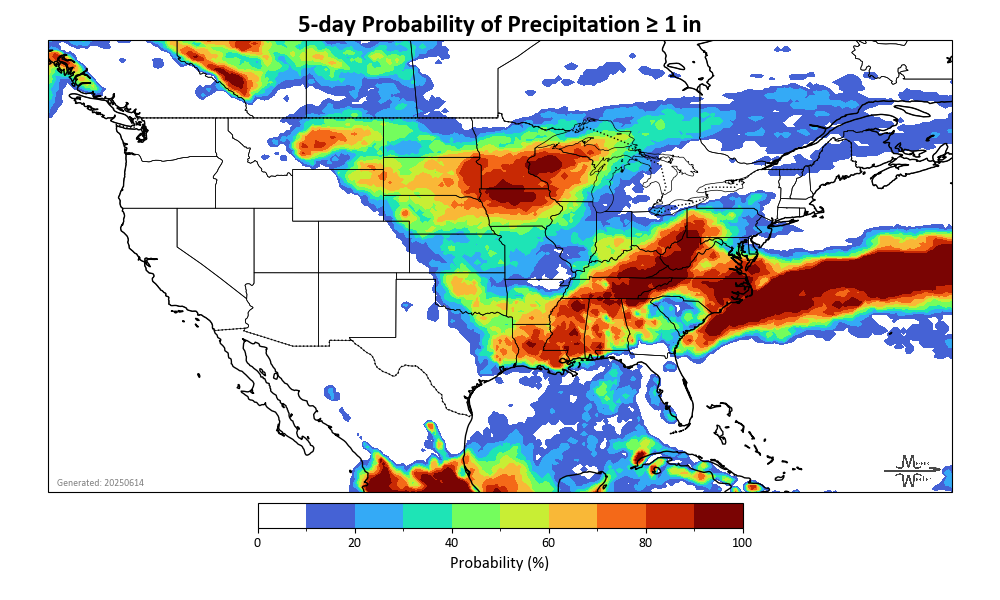 5-day Probability of Precipitation ≥ 1 in
Generated: 20250614
0 20 40 60 80 100
Probability (%)